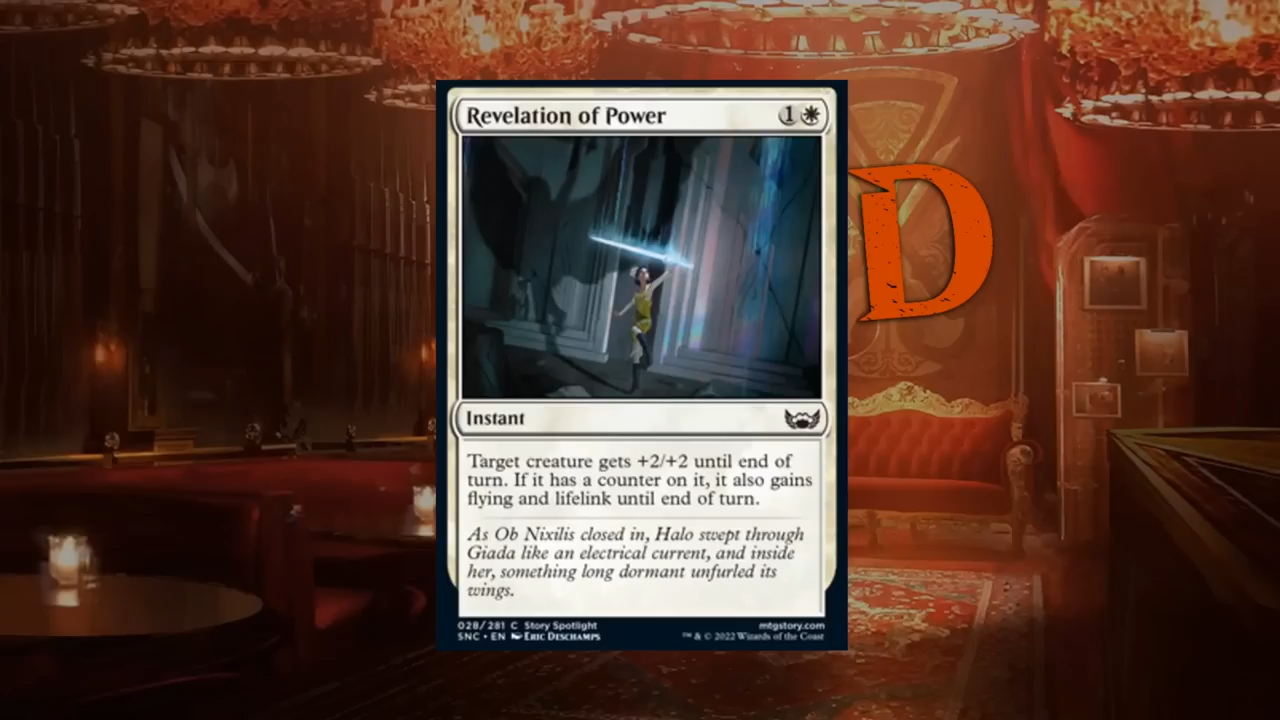 Revelation of Power 1
D
Instant
Target creature gets +2/+2 until end of
turn. If it has a counter on it, it also gains
flying and lifelink until end of turn.
As Ob Nixilis closed in, Halo swept through
Giada like an electrical current, and inside
her, something long dormant unfurled its
wings.
028/281 C Story Spotlight mtgstory.com
SNC • EN Eric Deschamps ™ & © 2022 Wizards of the Coast